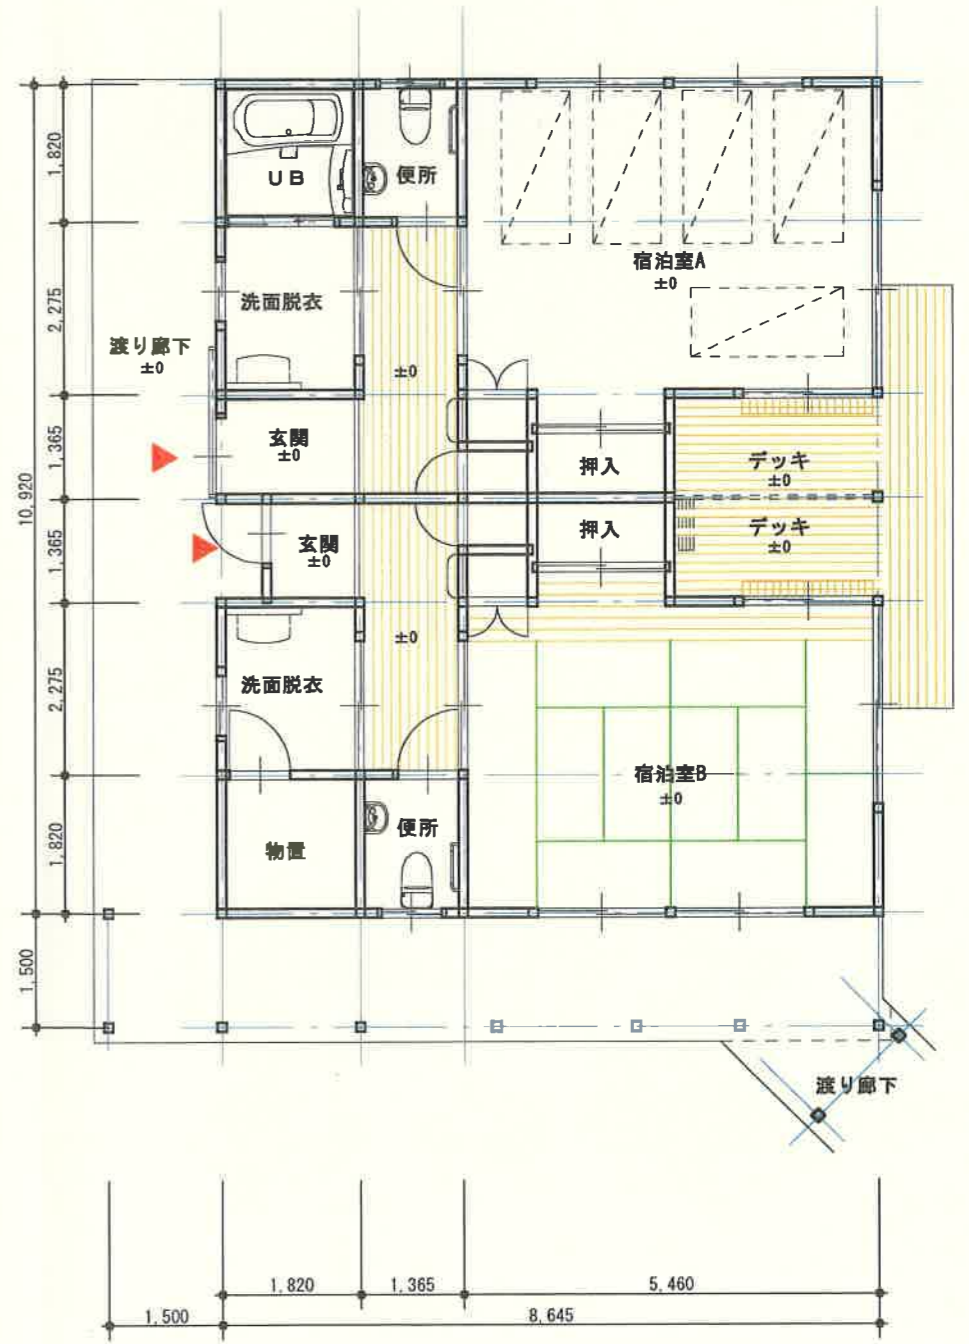 1,820
2,275
1,365
10,920
1,365
2,275
1,820
1,500
UB
便所
宿泊室A
±0
洗面脱衣
渡り廊下
±0
±0
玄関
±0
押入
デッキ
±0
玄関
±0
押入
デッキ
±0
±0
洗面脱衣
宿泊室B
±0
物置
便所
渡り廊下
1,820
1,365
5,460
1,500
8,645